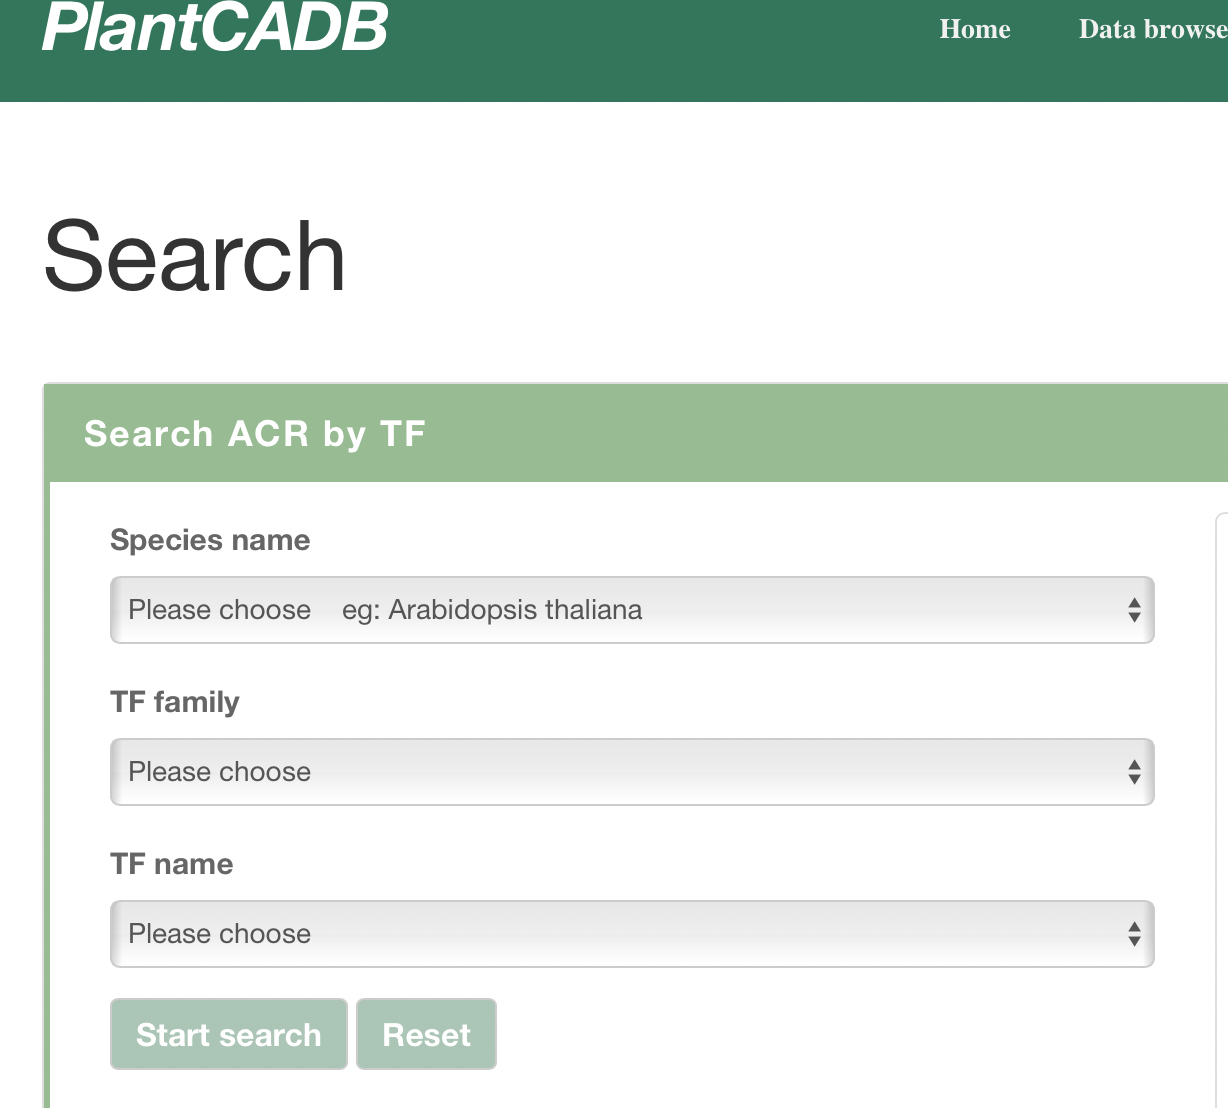 PlantCADB
Home Data browse
Search
Search ACR by TF
Species name
Please choose eg: Arabidopsis thaliana
TF family
Please choose
TF name
Please choose
Start search Reset